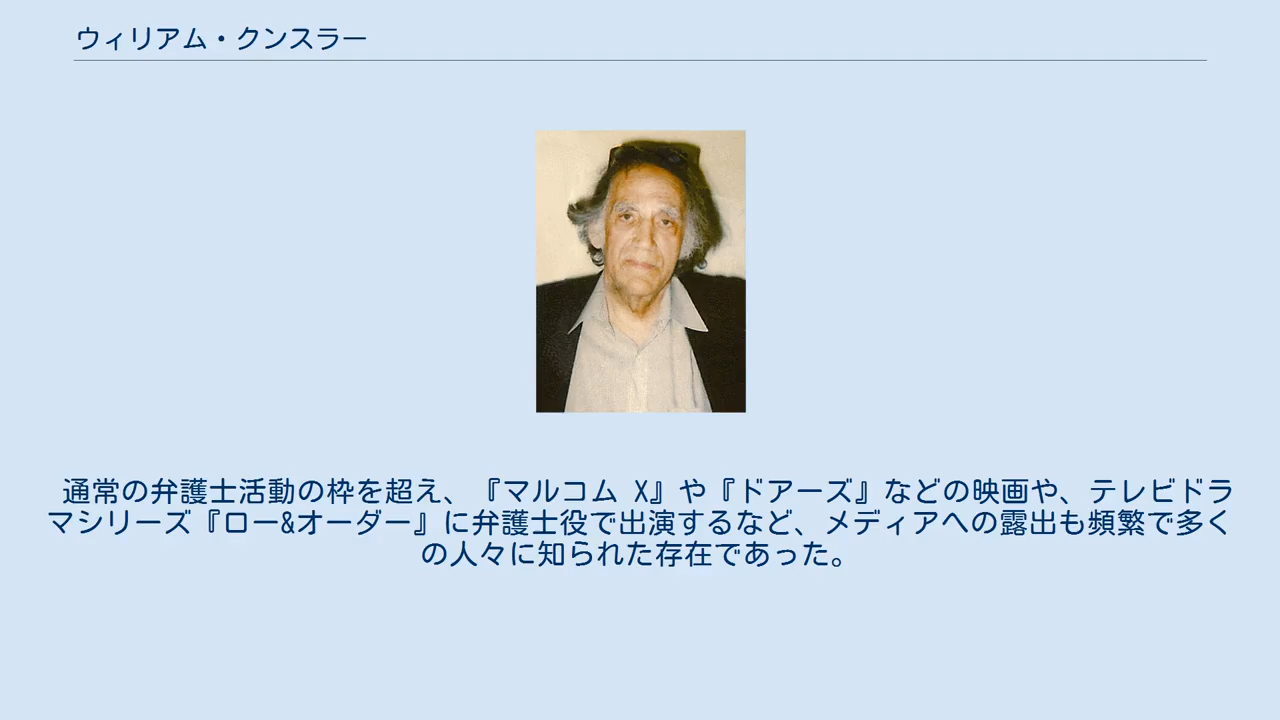 ウィリアム・クンスラー
通常の弁護士活動の枠を超え、『マルコム X』や『ドアーズ』などの映画や、テレビドラ
マシリーズ『ロー&オーダー』に弁護士役で出演するなど、メディアへの露出も頻繁で多く
の人々に知られた存在であった。